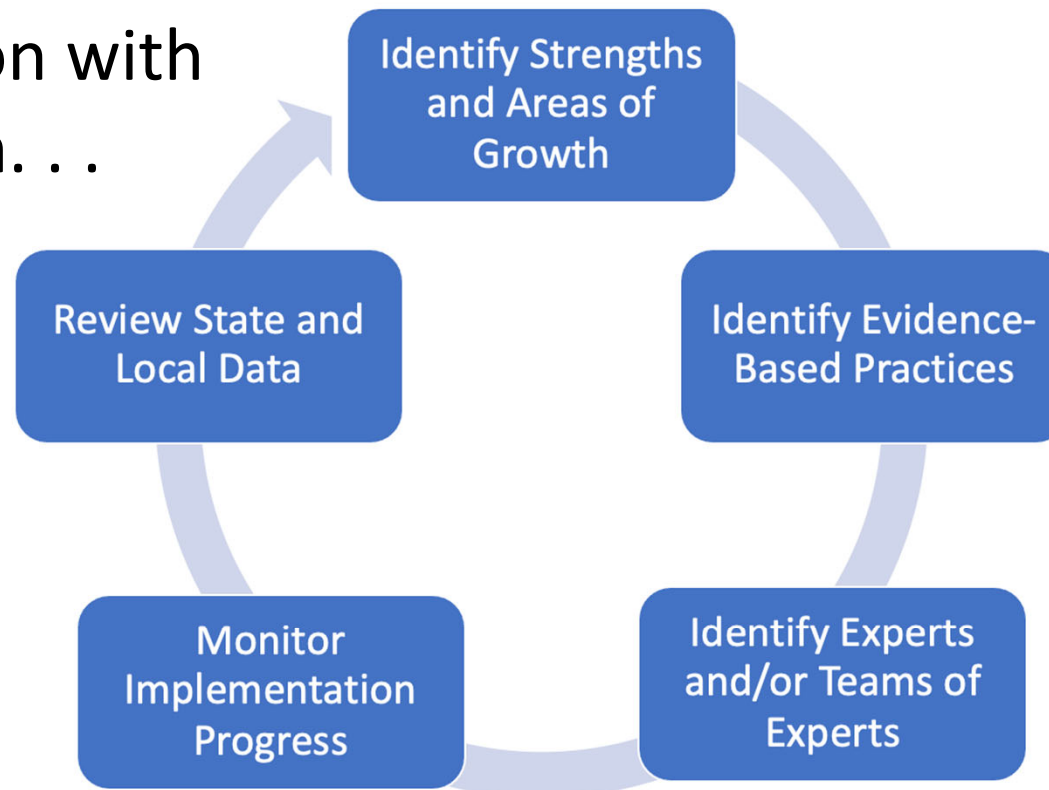 on with
. . .
Identify Strengths
and Areas of
Growth
Review State and
Local Data
Identify Evidence-
Based Practices
Monitor
Implementation
Progress
Identify Experts
and/or Teams of
Experts